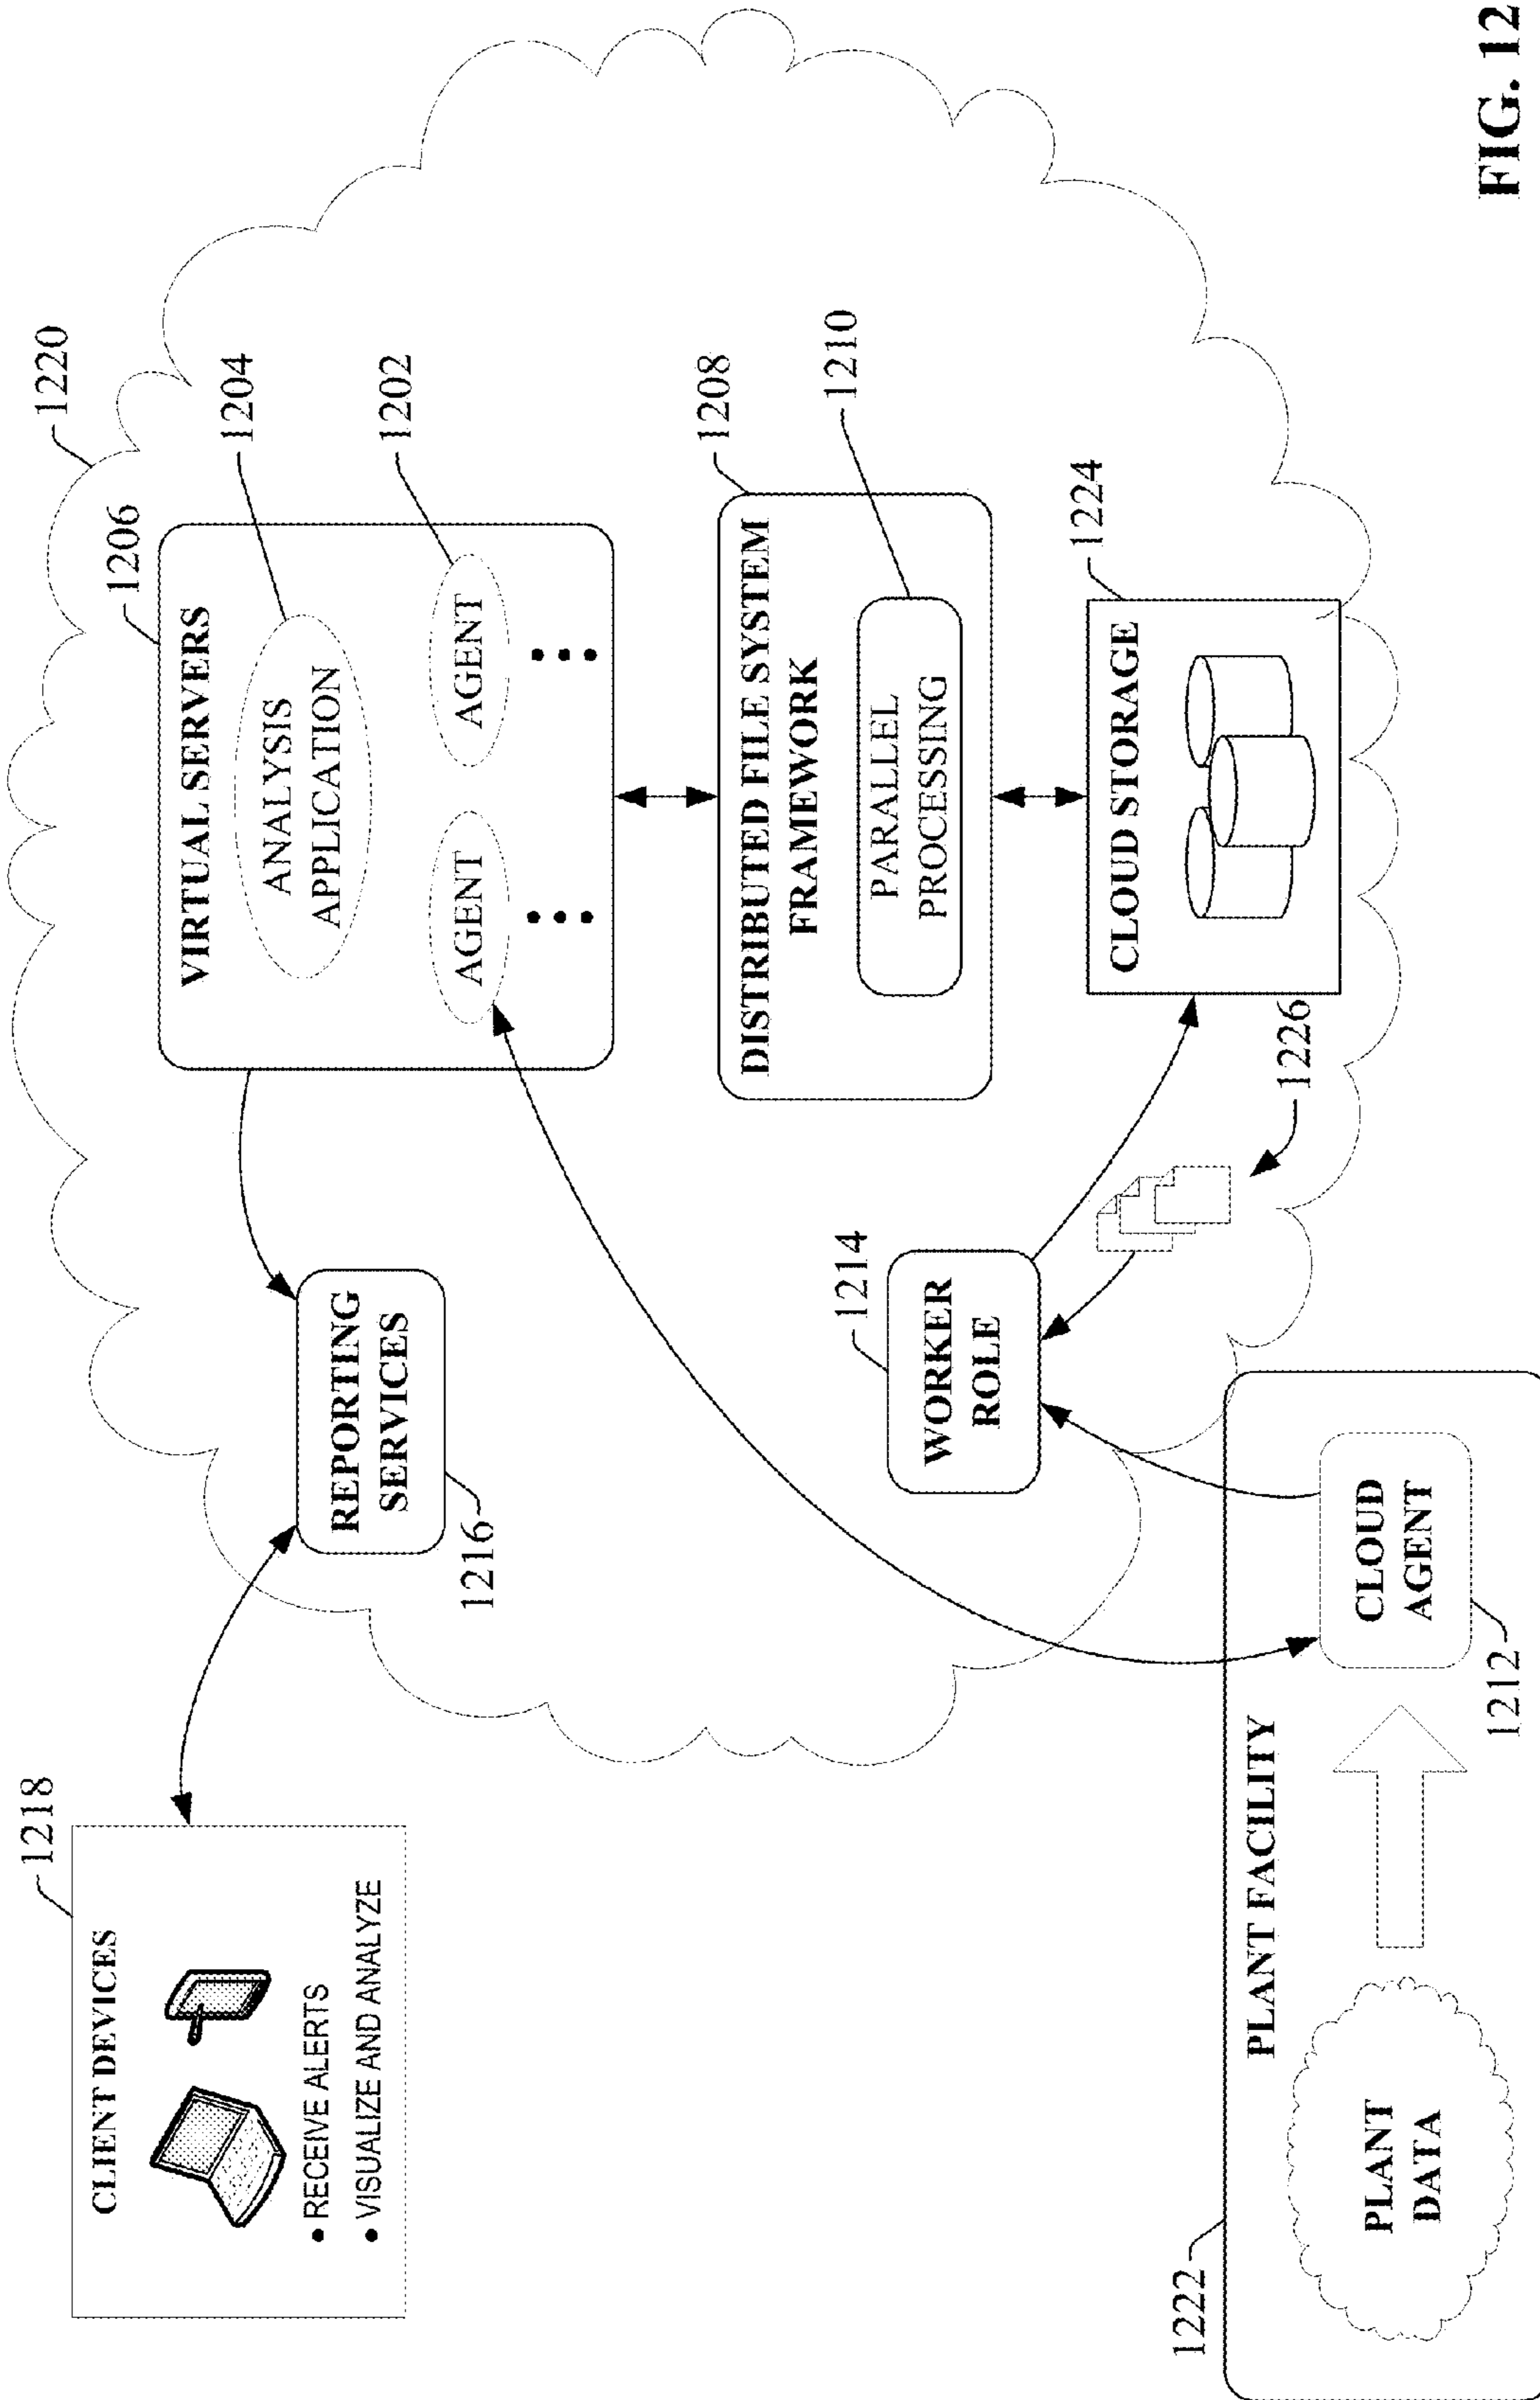 1220
1218
CLIENT DEVICES
• RECEIVE ALERTS
• VISUALIZE AND ANALYZE
REPORTING
SERVICES
1216
1206
VIRTUAL SERVERS
ANALYSIS
APPLICATION
1204
AGENT
AGENT
1202
DISTRIBUTED FILE SYSTEM
FRAMEWORK
1208
PARALLEL
PROCESSING
1210
WORKER
ROLE
1214
CLOUD STORAGE
1224
1226
1222
PLANT FACILITY
PLANT
DATA
CLOUD
AGENT
1212
FIG. 12